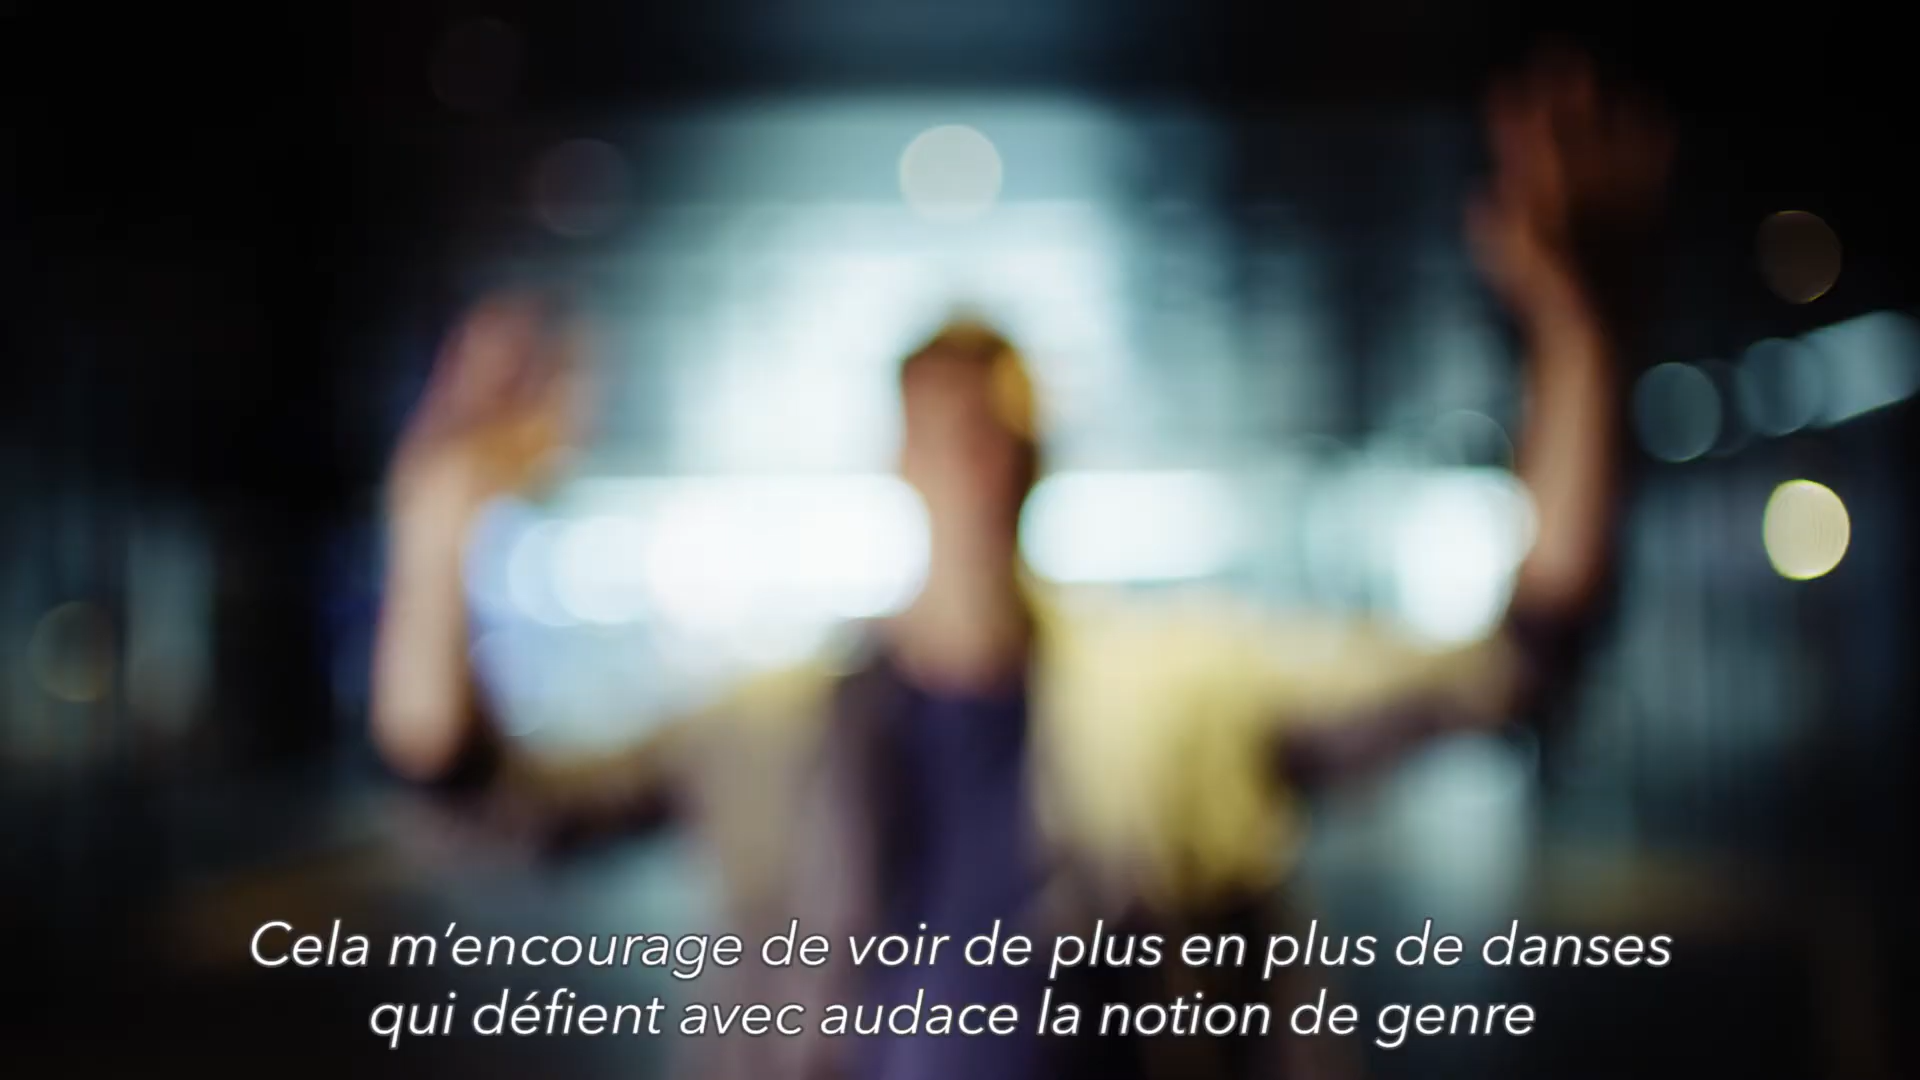 Cela m’encourage de voir de plus en plus de danses
qui défient avec audace la notion de genre